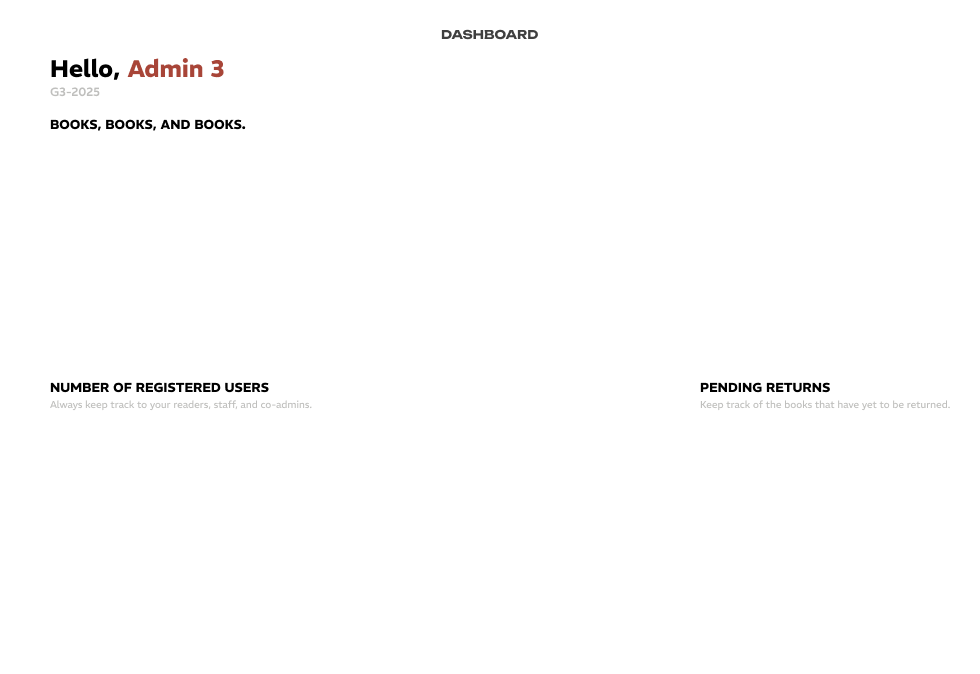 DASHBOARD
Hello, Admin 3
G3-2025
BOOKS, BOOKS, AND BOOKS.
NUMBER OF REGISTERED USERS
Always keep track to your readers, staff, and co-admins.
PENDING RETURNS
Keep track of the books that have yet to be returned.